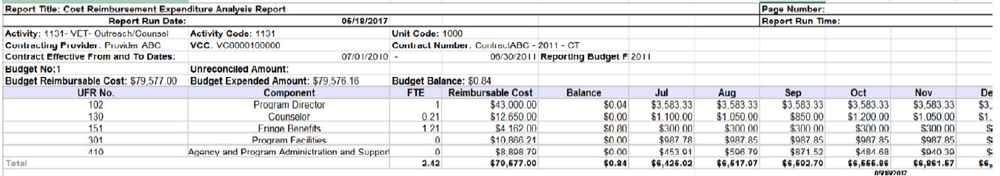 Report Title: Cost Reimbursement Expenditure Analysis Report Page Number:
Report Run Date: 05/18/2017 Report Run Time:
Activity: 1101- VET- Outreach/Counsel Activity Code: 1101 Unit Code: 1000
Contracting Provider. Provider ABC VCC. VC0000100000 Contract Number. ContractABC - 2011 - CT
Contract Effective From and To Dates: 07/01/2010 - 06/30/2011 Reporting Budget F 2011
Budget No:1 Unreconciled Amount:
Budget Reimbursable Cost: $79,577.00 Budget Expended Amount: $79,576.16 Budget Balance: $0.84
UFR No. Component FTE Reimbursable Cost Balance Jul Aug Sep Oct Nov De
102 Program Director 1 $43,000.00 $0.04 $3,583.33 $3,583.33 $3,583.33 $3,583.33 $3,583.33 $3,
130 Counselor 0.21 $12,650.00 $0.00 $1,100.00 $1,050.00 $850.00 $1,200.00 $1,050.00 $1,
151 Fringe Benefits 1 21 $4,162.00 $0.80 $300.00 $300.00 $300.00 $300.00 $300.00 $
301 Program Facilities 0 $10,866.21 $0.00 $987.78 $987.85 $987.85 $987.85 $987.85 $
410 Agency and Program Administration and Support 0 $8,898.79 $0.00 $453.91 $596.79 $871.52 $484.68 $940.39 $
Total 2.42 $79,577.00 $0.84 $6,425.02 $6,517.97 $6,592.70 $6,555.86 $6,861.57 $6,
05/18/2017